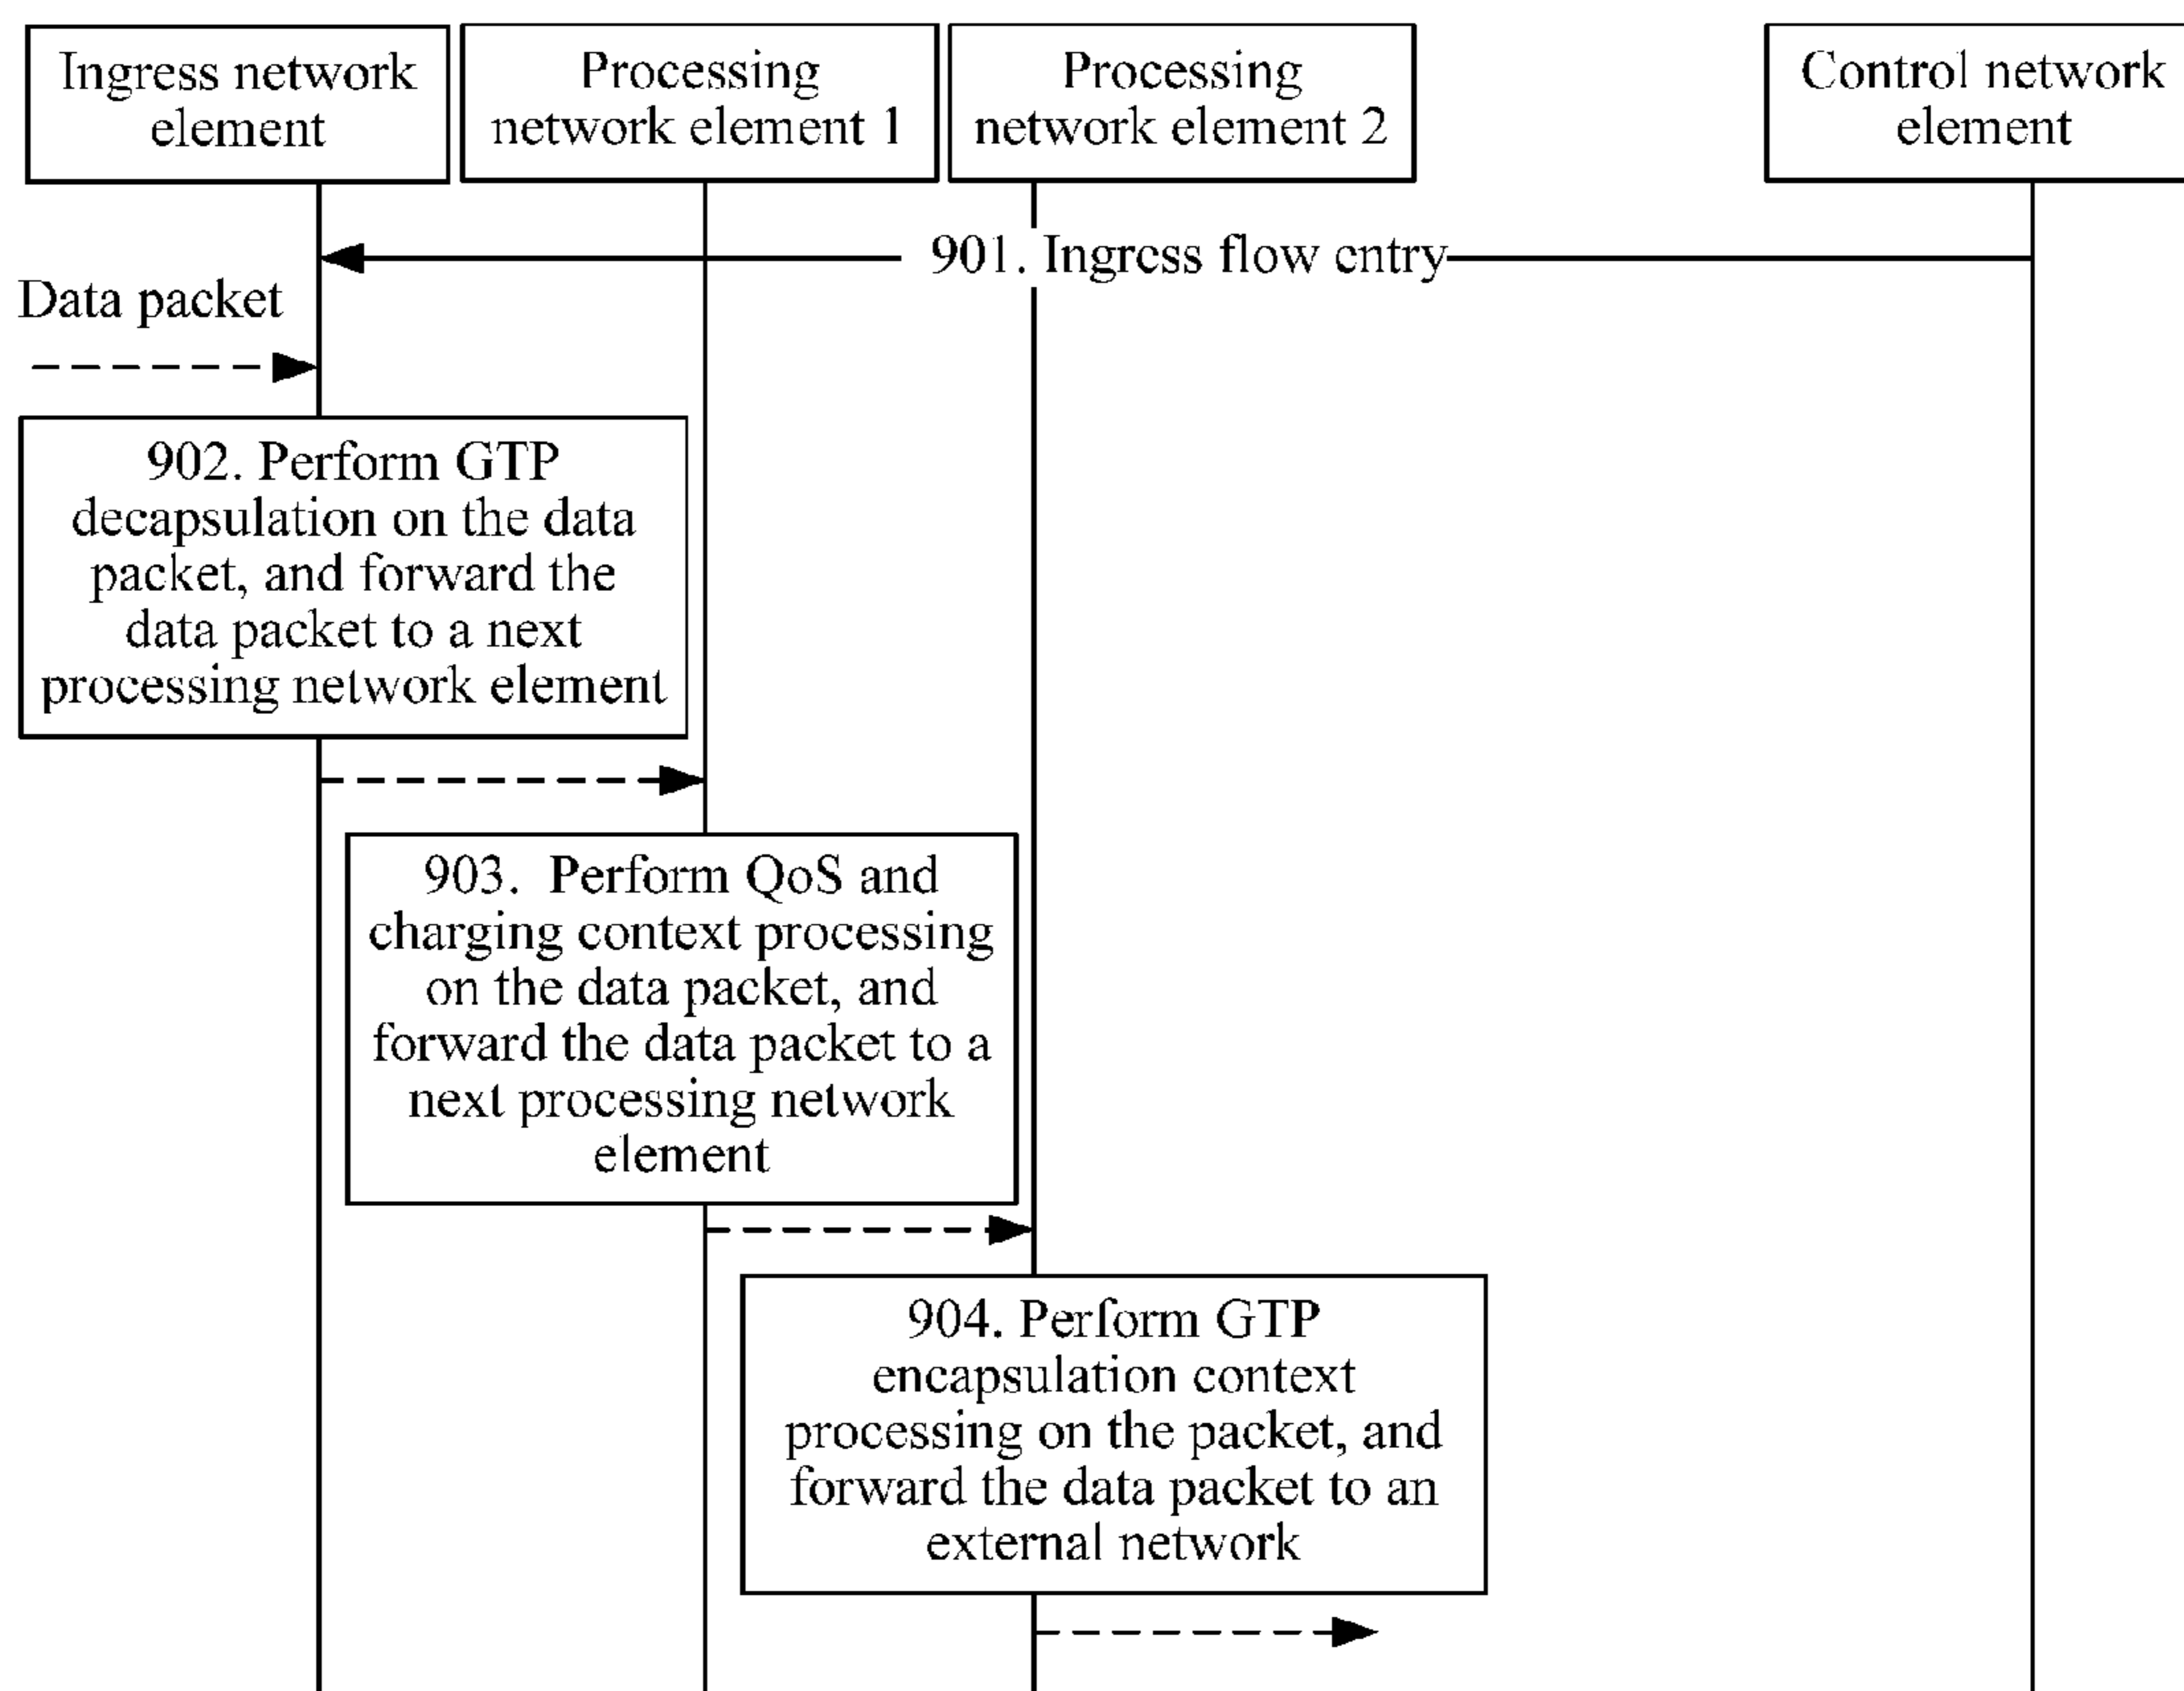 Ingress network
element
Processing
network element 1
Processing
network element 2
Control network
element
901. Ingress flow entry
Data packet
902. Perform GTP
decapsulation on the data
packet, and forward the
data packet to a next
processing network element
903. Perform QoS and
charging context processing
on the data packet, and
forward the data packet to a
next processing network
element
904. Perform GTP
encapsulation context
processing on the packet, and
forward the data packet to an
external network